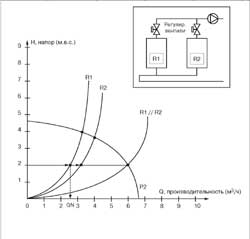 H, напор (м.в.с.)
Регулир.
вентили
R1
R2
9
8
7
6
5
4
3
2
1
0
R1
R2
R1 // R2
P2
0
1
2
QN
3
4
5
6
7
8
9
10
Q, производительность (м³/ч)